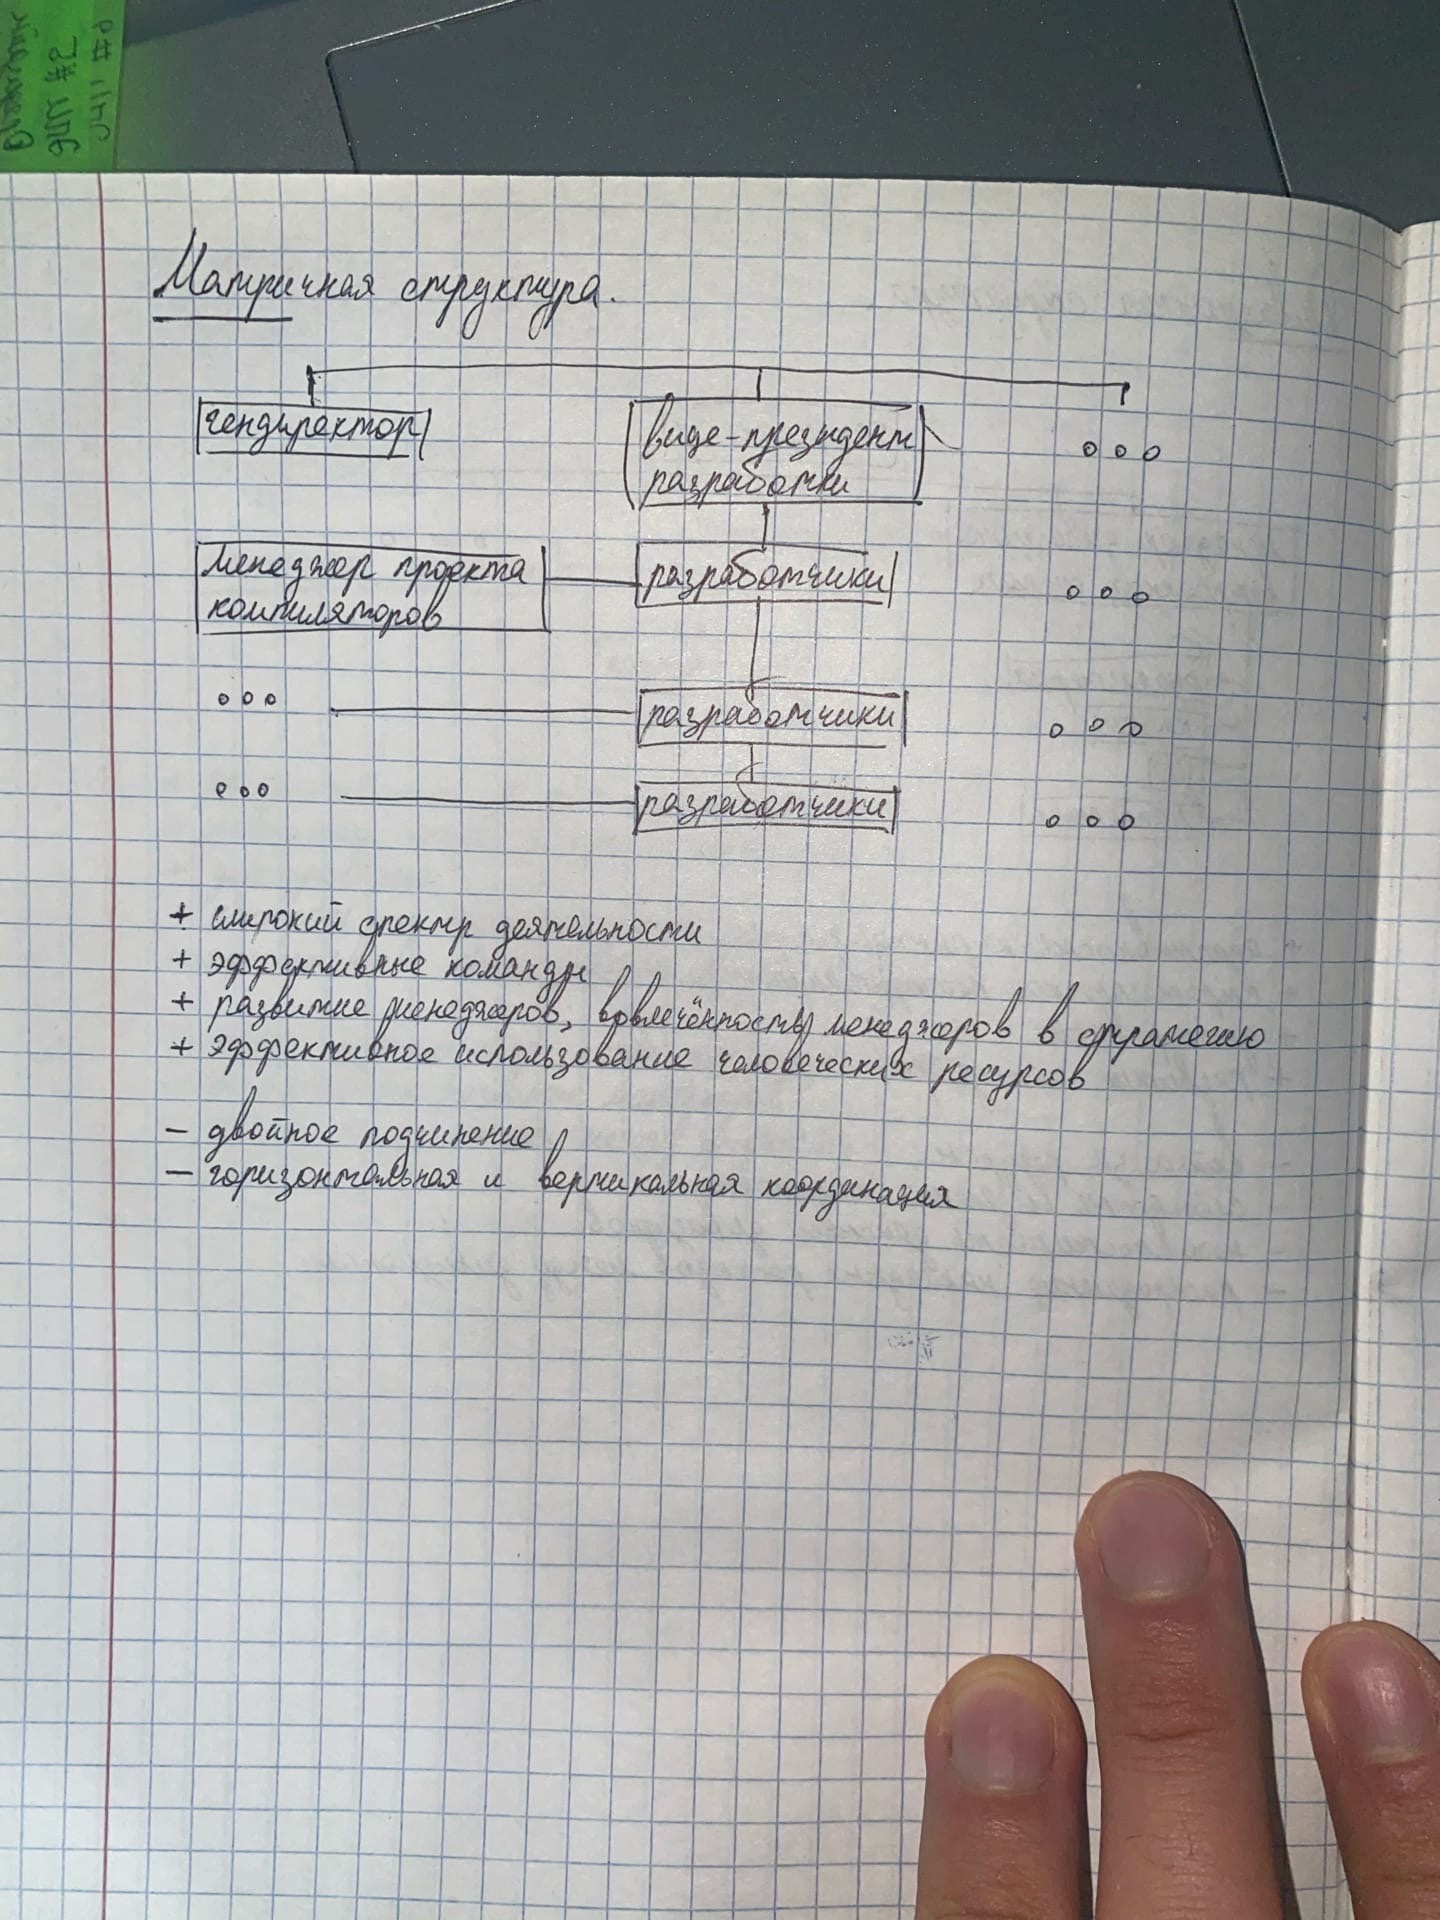 Матричная структура.
гендиректор
вице-президент
разработки
менеджер проекта
компиляторов
разработчики
разработчики
разработчики
+ широкий спектр деятельности
+ эффективные команды
+ развитие менеджеров, вовлечённость менеджеров в стратегию
+ эффективное использование человеческих ресурсов
- двойное подчинение
- горизонтальная и вертикальная координация